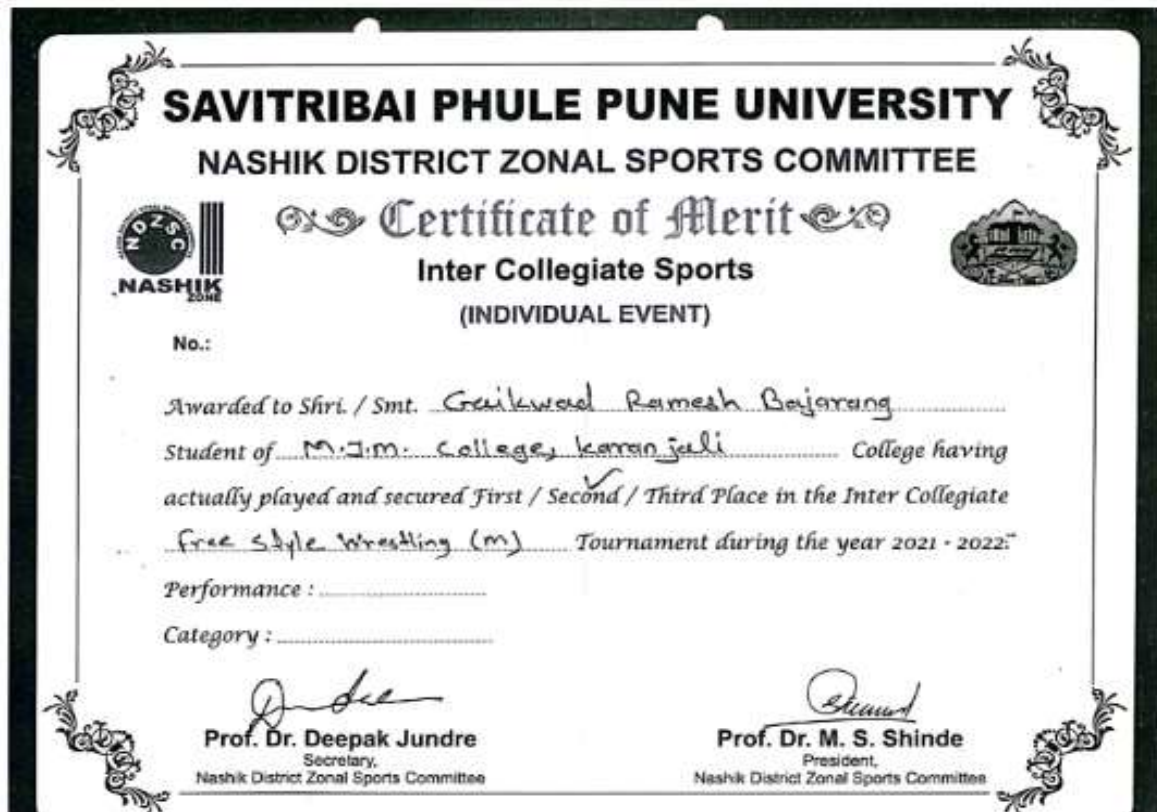 SAVITRIBAI PHULE PUNE UNIVERSITY
NASHIK DISTRICT ZONAL SPORTS COMMITTEE
Certificate of Merit
NDZSC
NASHIK
ZONE
Inter Collegiate Sports
(INDIVIDUAL EVENT)
No.:
Awarded to Shri. / Smt. Gaikwad Ramesh Bajarang
Student of M.J.M. College, karanjali College having
actually played and secured First / Second / Third Place in the Inter Collegiate
free Style Wrestling (M) Tournament during the year 2021 - 2022.
Performance :
Category :
Prof. Dr. Deepak Jundre
Secretary,
Nashik District Zonal Sports Committee
Prof. Dr. M. S. Shinde
President,
Nashik District Zonal Sports Committee